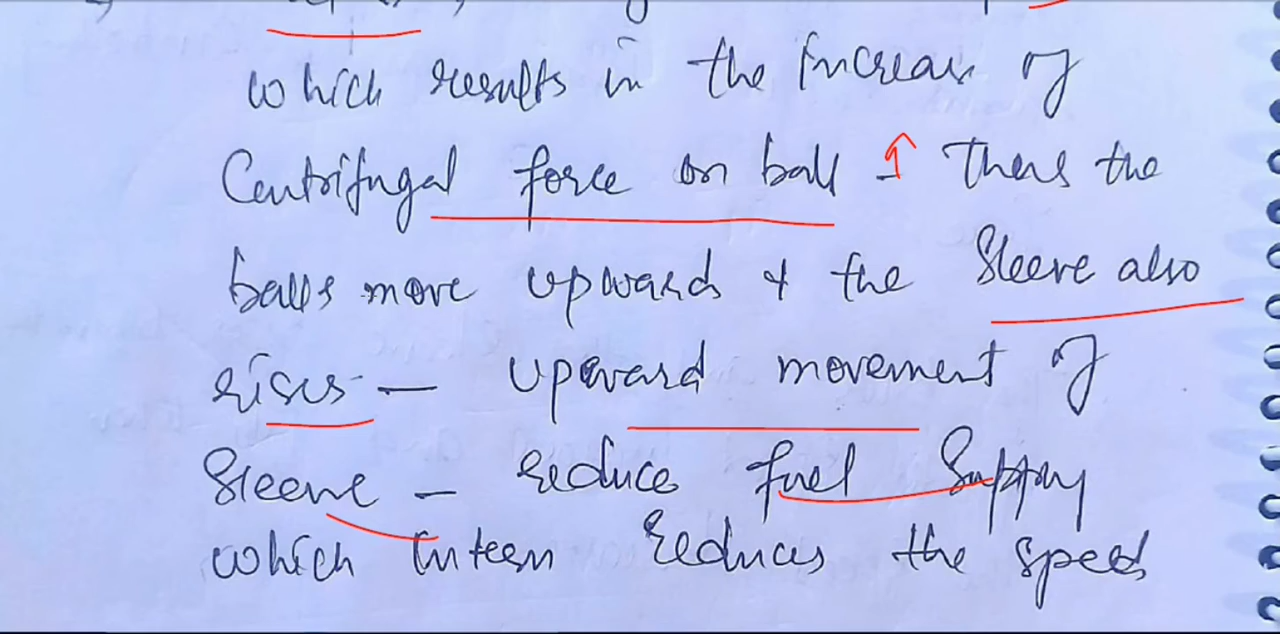 which results in the increase of
Centrifugal force on ball ↑ Thus the
balls move upwards & the Sleeve also
rises — upward movement of
Sleeve — reduce fuel Supply
which inteen reduces the speed